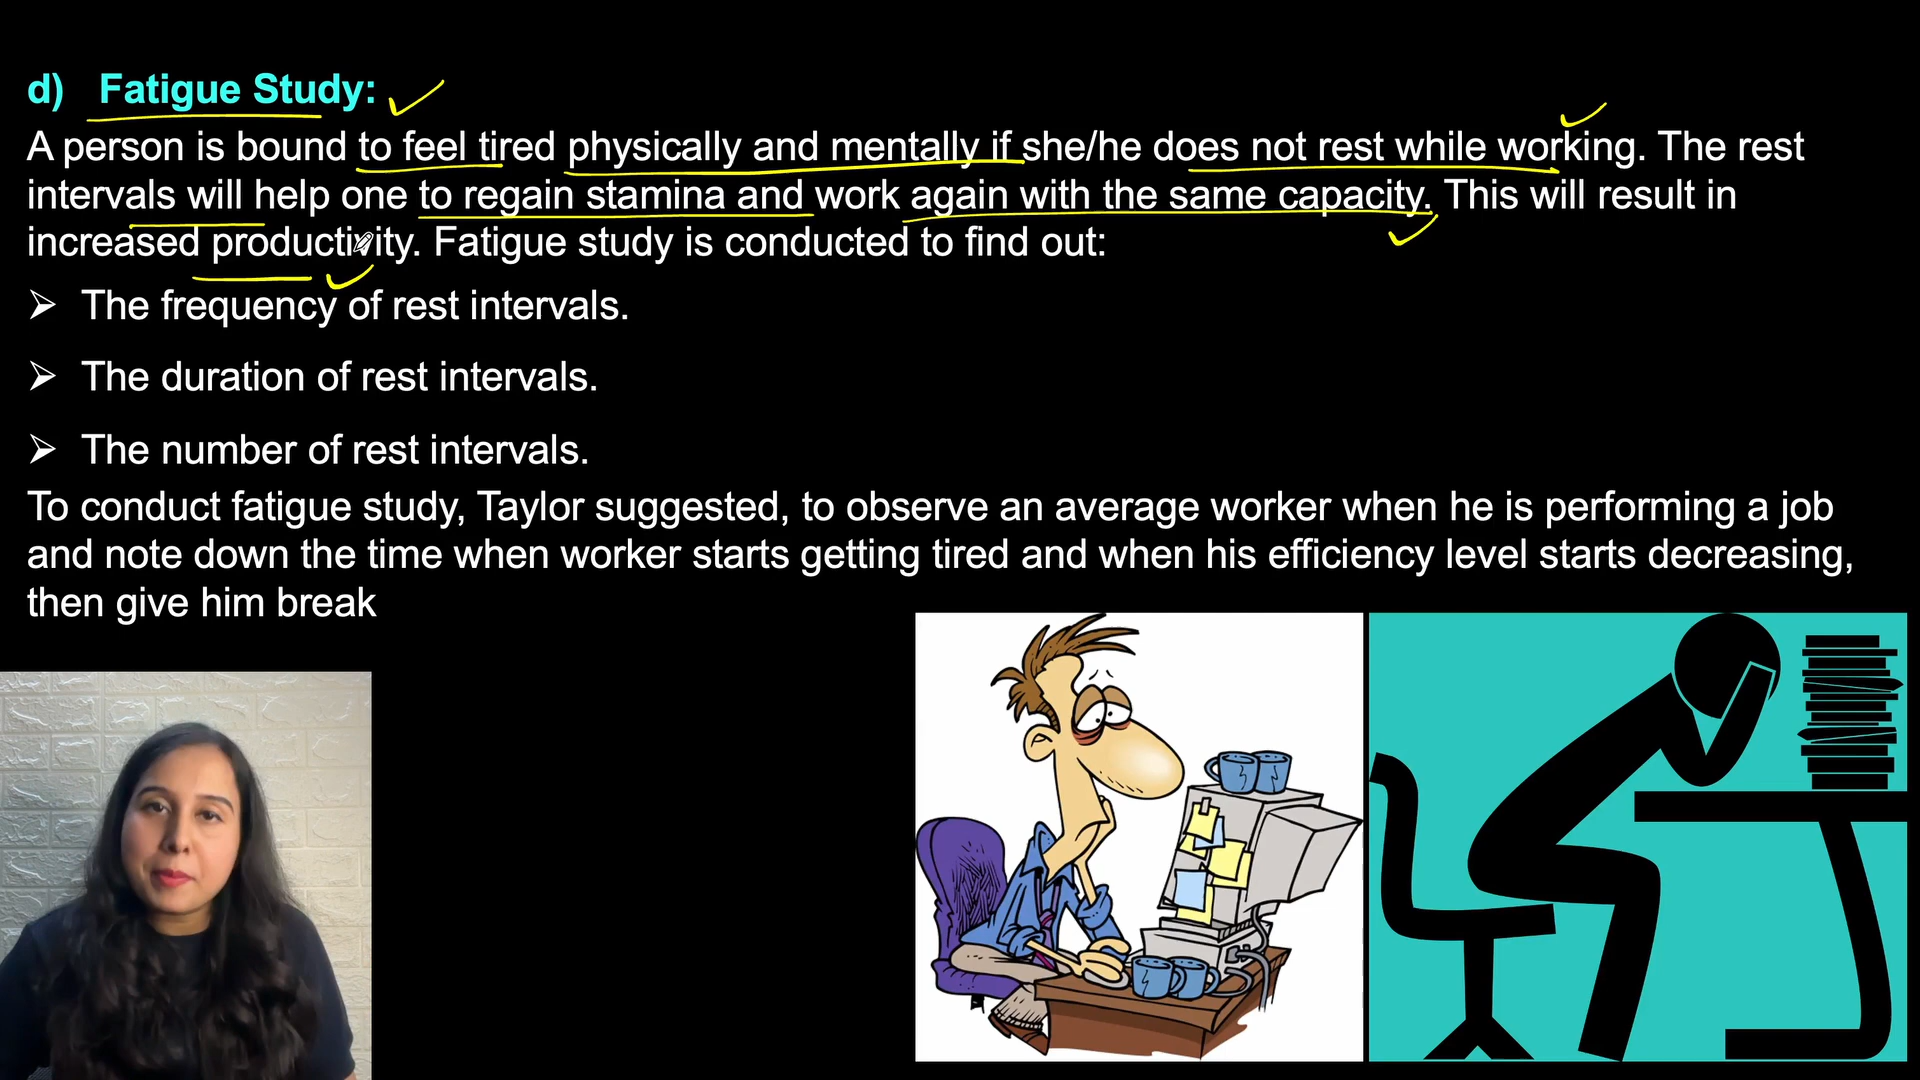 d) Fatigue Study:
A person is bound to feel tired physically and mentally if she/he does not rest while working. The rest
intervals will help one to regain stamina and work again with the same capacity. This will result in
increased productivity. Fatigue study is conducted to find out:
➢ The frequency of rest intervals.
➢ The duration of rest intervals.
➢ The number of rest intervals.
To conduct fatigue study, Taylor suggested, to observe an average worker when he is performing a job
and note down the time when worker starts getting tired and when his efficiency level starts decreasing,
then give him break